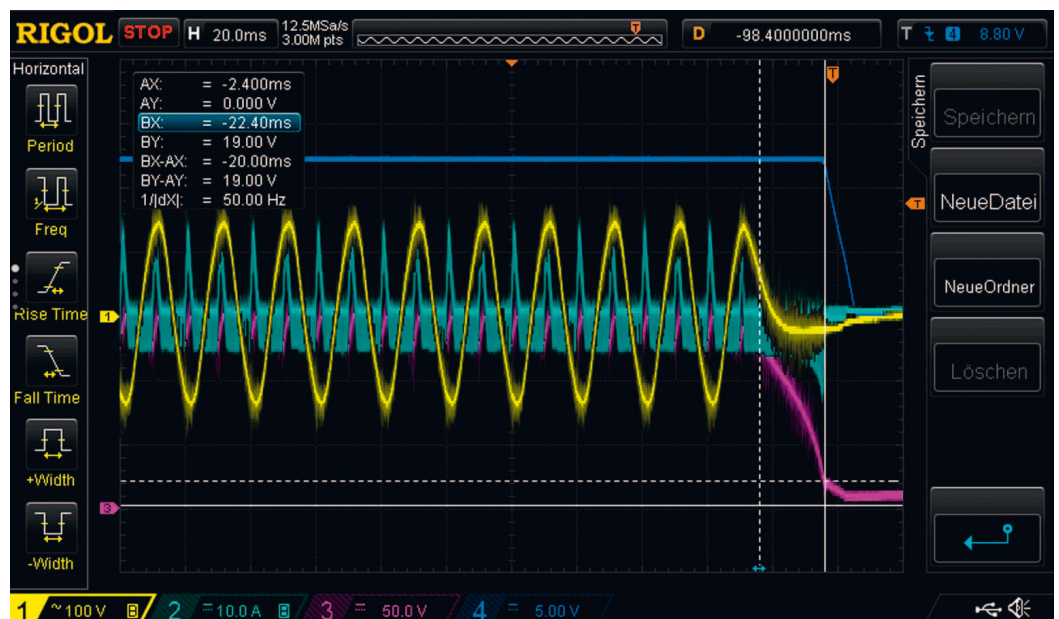 RIGOL STOP H 20.0ms 12.5MSa/s 3.00M pts D -98.4000000ms T 4 8.80 V
Horizontal
Period
Freq
Rise Time
Fall Time
+Width
-Width
AX: = -2.400ms
AY: = 0.000 V
BX: = -22.40ms
BY: = 19.00 V
BX-AX: = -20.00ms
BY-AY: = 19.00 V
1/|dX|: = 50.00 Hz
T
T
T
1
3
Speichern
Speichern
NeueDatei
NeueOrdner
Löschen
1 ~ 100 V B 2 = 10.0 A B 3 = 50.0 V 4 = 5.00 V